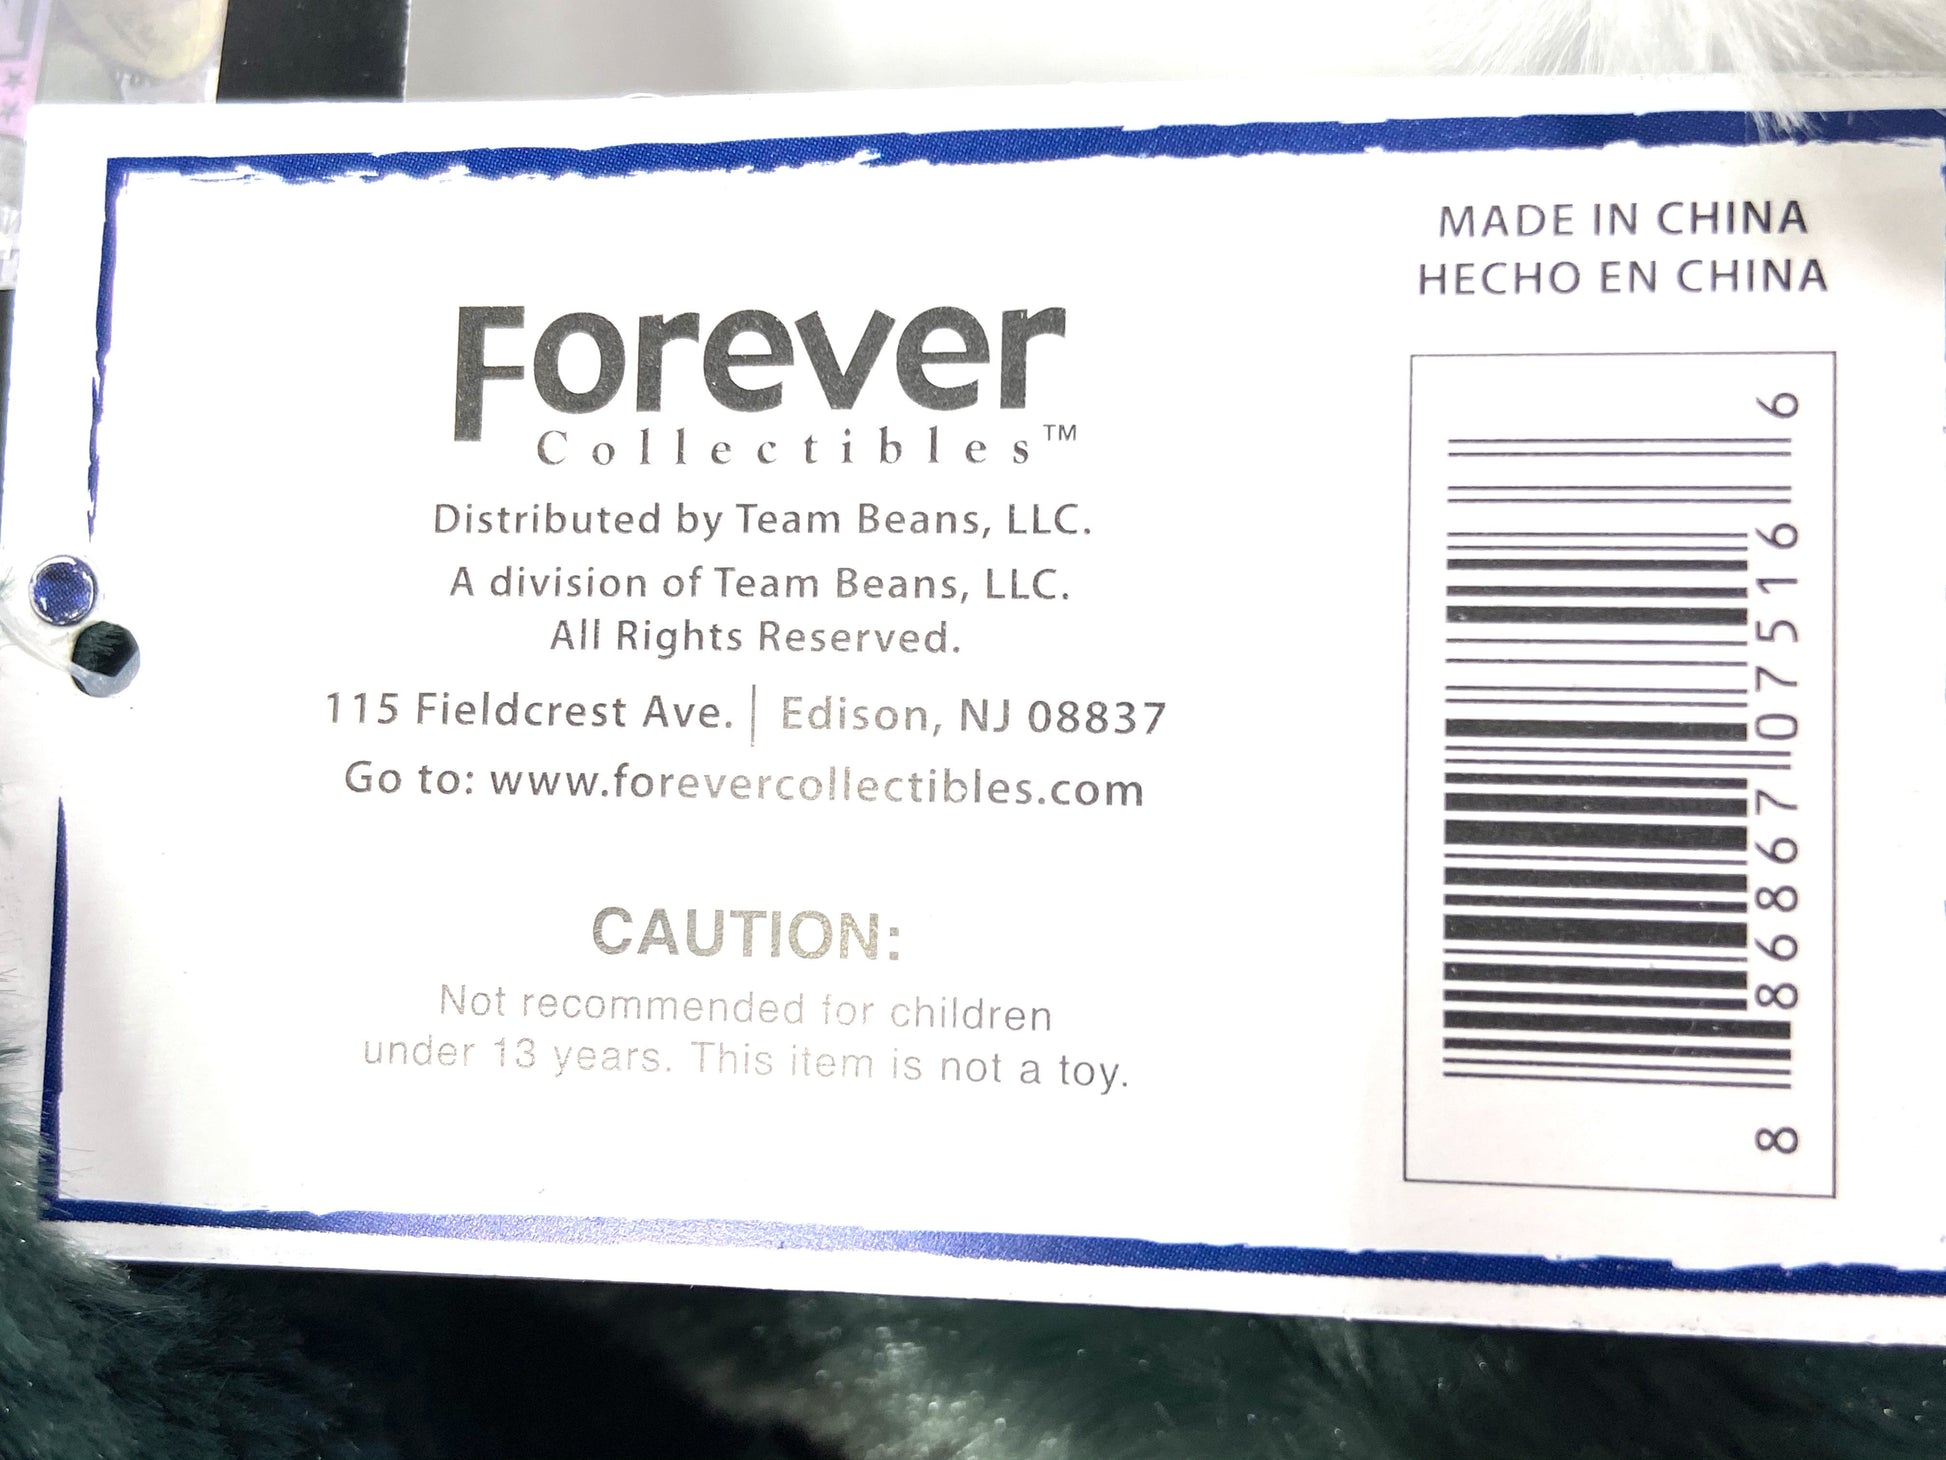 Forever
Collectibles™
Distributed by Team Beans, LLC.
A division of Team Beans, LLC.
All Rights Reserved.
115 Fieldcrest Ave. | Edison, NJ 08837
Go to: www.forevercollectibles.com
CAUTION:
Not recommended for children
under 13 years. This item is not a toy.
MADE IN CHINA
HECHO EN CHINA
8 86867 07516 6